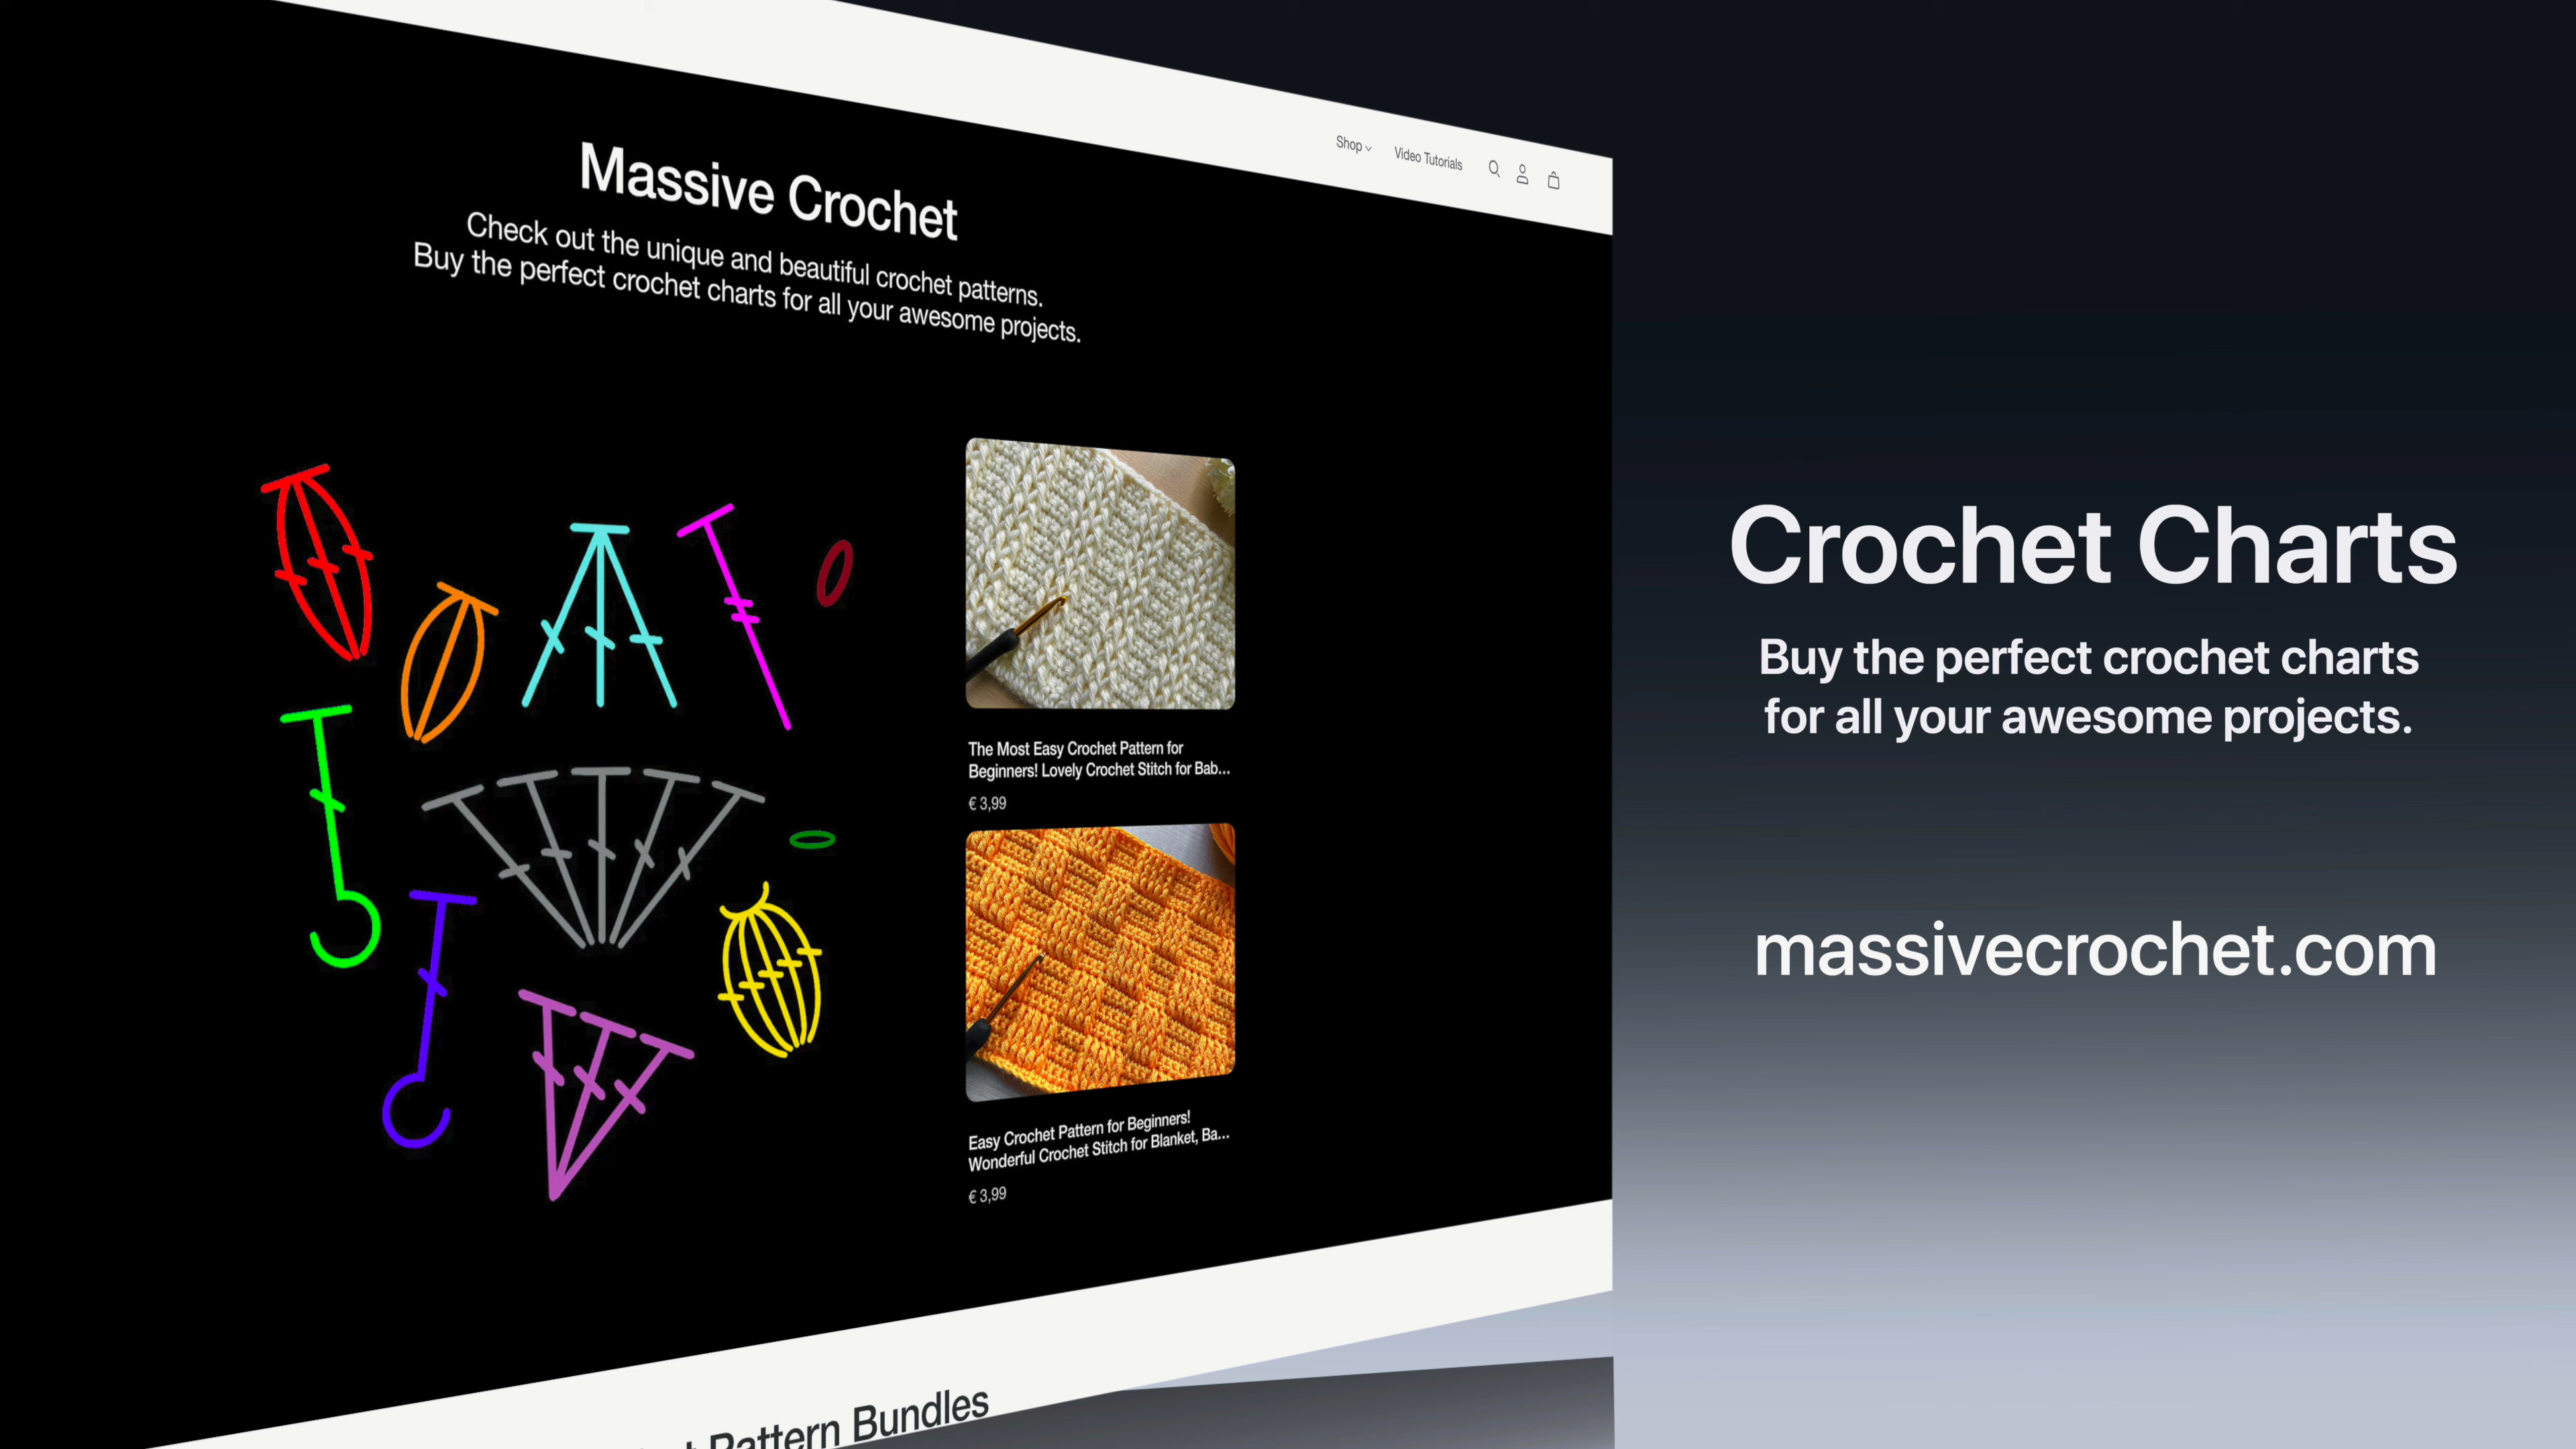 Shop
Video Tutorials
Massive Crochet
Check out the unique and beautiful crochet patterns.
Buy the perfect crochet charts for all your awesome projects.
The Most Easy Crochet Pattern for
Beginners! Lovely Crochet Stitch for Bab...
€ 3,99
Easy Crochet Pattern for Beginners!
Wonderful Crochet Stitch for Blanket, Ba...
€ 3,99
Pattern Bundles
Crochet Charts
Buy the perfect crochet charts
for all your awesome projects.
massivecrochet.com